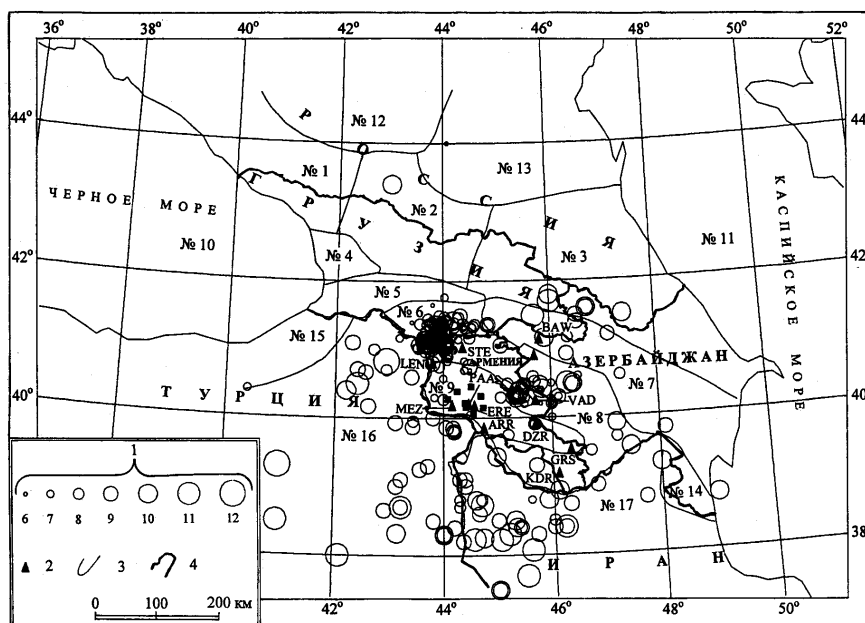 36° 38° 40° 42° 44° 46° 48° 50° 52°
44° 44°
Р О С С И Я
№ 12
№ 1
№ 13
№ 2
ЧЕРНОЕ МОРЕ
№ 10
Г Р У З И Я
№ 3
№ 11
КАСПИЙСКОЕ МОРЕ
42° 42°
№ 4
№ 5
№ 6
№ 15
BAW
STE
АРМЕНИЯ
АЗЕРБАЙДЖАН
LEN
PAA
№ 7
40° 40°
ТУРЦИЯ
№ 9
MEZ
ERE
VAD
ARR
№ 8
№ 16
DZR
GRS
KDR
№ 17
№ 14
38° 38°
ИРАН
1
6 7 8 9 10 11 12
2 3 4
0 100 200 КМ
42° 44° 46° 48° 50°